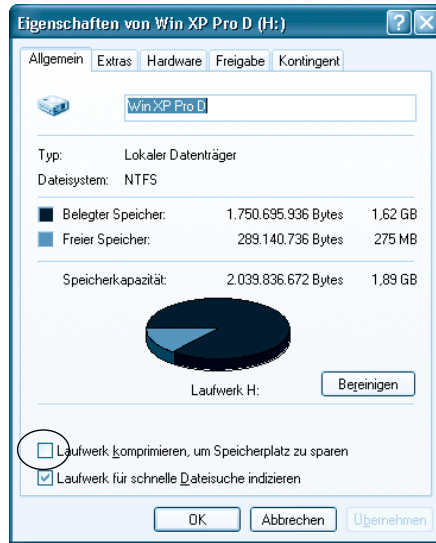 Eigenschaften von Win XP Pro D (H:)
Allgemein Extras Hardware Freigabe Kontingent
Win XP Pro D
Typ: Lokaler Datenträger
Dateisystem: NTFS
Belegter Speicher: 1.750.695.936 Bytes 1,62 GB
Freier Speicher: 289.140.736 Bytes 275 MB
Speicherkapazität: 2.039.836.672 Bytes 1,89 GB
Laufwerk H: Bereinigen
Laufwerk komprimieren, um Speicherplatz zu sparen
Laufwerk für schnelle Dateisuche indizieren
OK Abbrechen Übernehmen